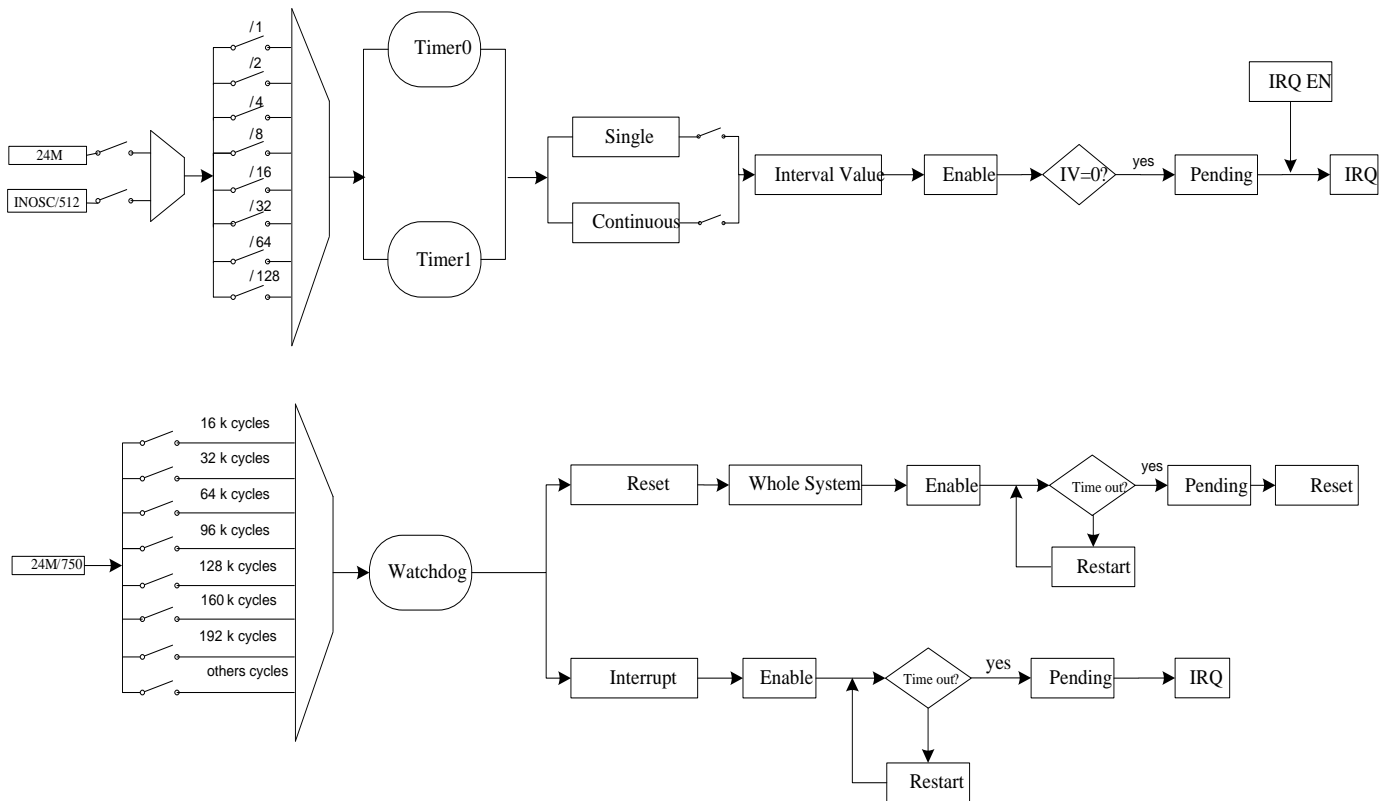 /1
/2
/4
/8
/16
/32
/64
/128
24M
INOSC/512
Timer0
Timer1
Single
Continuous
Interval Value
Enable
IV=0?
yes
Pending
IRQ EN
IRQ
24M/750
16 k cycles
32 k cycles
64 k cycles
96 k cycles
128 k cycles
160 k cycles
192 k cycles
others cycles
Watchdog
Reset
Whole System
Enable
Time out?
yes
Pending
Reset
Restart
Interrupt
Enable
Time out?
yes
Pending
IRQ
Restart